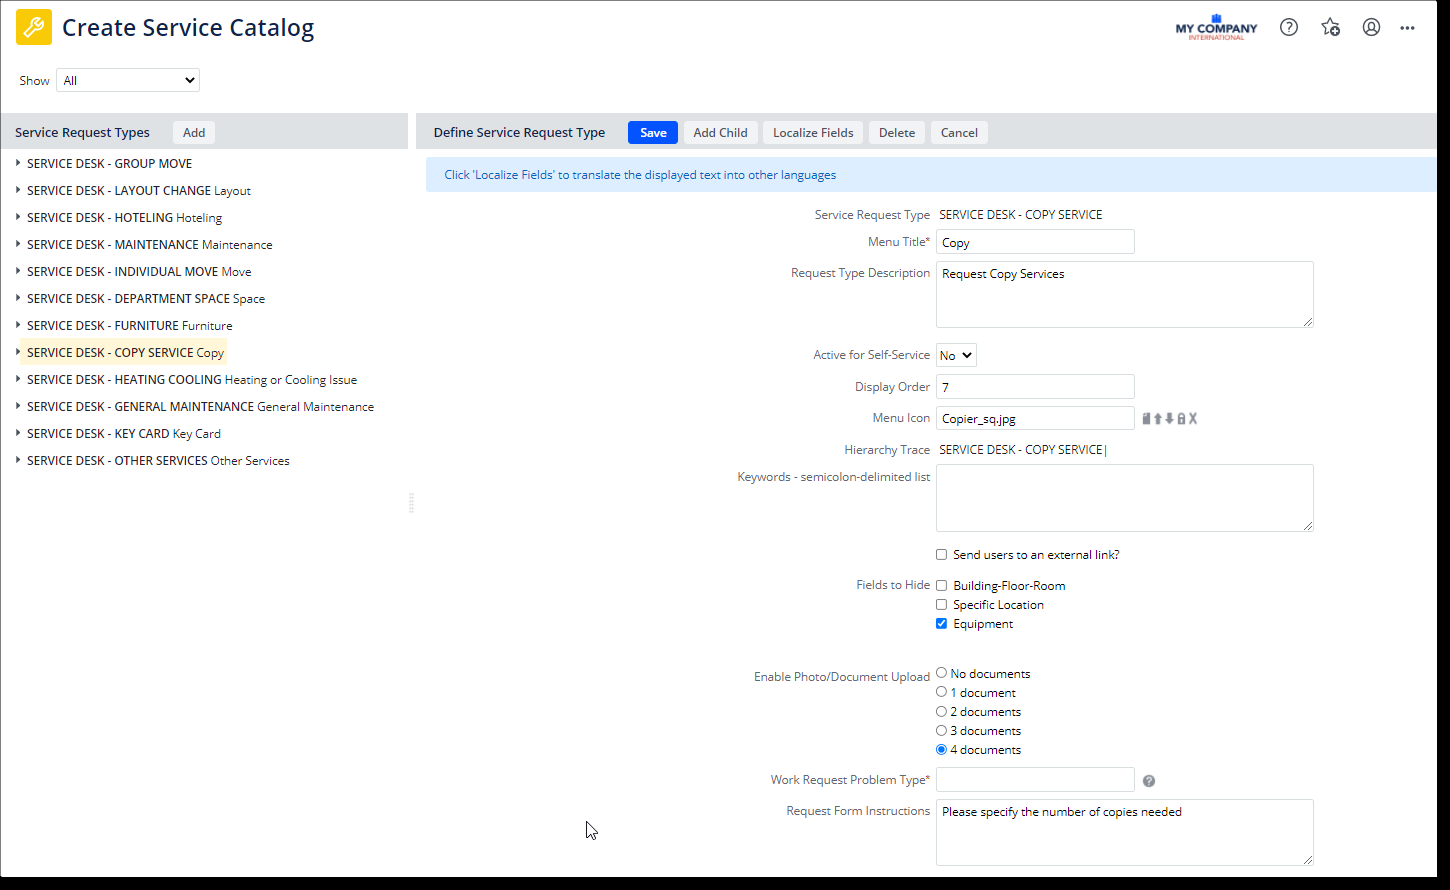 Create Service Catalog
MY COMPANY
INTERNATIONAL
Show All
Service Request Types Add
SERVICE DESK - GROUP MOVE
SERVICE DESK - LAYOUT CHANGE Layout
SERVICE DESK - HOTELING Hoteling
SERVICE DESK - MAINTENANCE Maintenance
SERVICE DESK - INDIVIDUAL MOVE Move
SERVICE DESK - DEPARTMENT SPACE Space
SERVICE DESK - FURNITURE Furniture
SERVICE DESK - COPY SERVICE Copy
SERVICE DESK - HEATING COOLING Heating or Cooling Issue
SERVICE DESK - GENERAL MAINTENANCE General Maintenance
SERVICE DESK - KEY CARD Key Card
SERVICE DESK - OTHER SERVICES Other Services
Define Service Request Type Save Add Child Localize Fields Delete Cancel
Click 'Localize Fields' to translate the displayed text into other languages
Service Request Type SERVICE DESK - COPY SERVICE
Menu Title* Copy
Request Type Description Request Copy Services
Active for Self-Service No
Display Order 7
Menu Icon Copier_sq.jpg
Hierarchy Trace SERVICE DESK - COPY SERVICE|
Keywords - semicolon-delimited list
Send users to an external link?
Fields to Hide Building-Floor-Room
Specific Location
Equipment
Enable Photo/Document Upload No documents
1 document
2 documents
3 documents
4 documents
Work Request Problem Type*
Request Form Instructions Please specify the number of copies needed